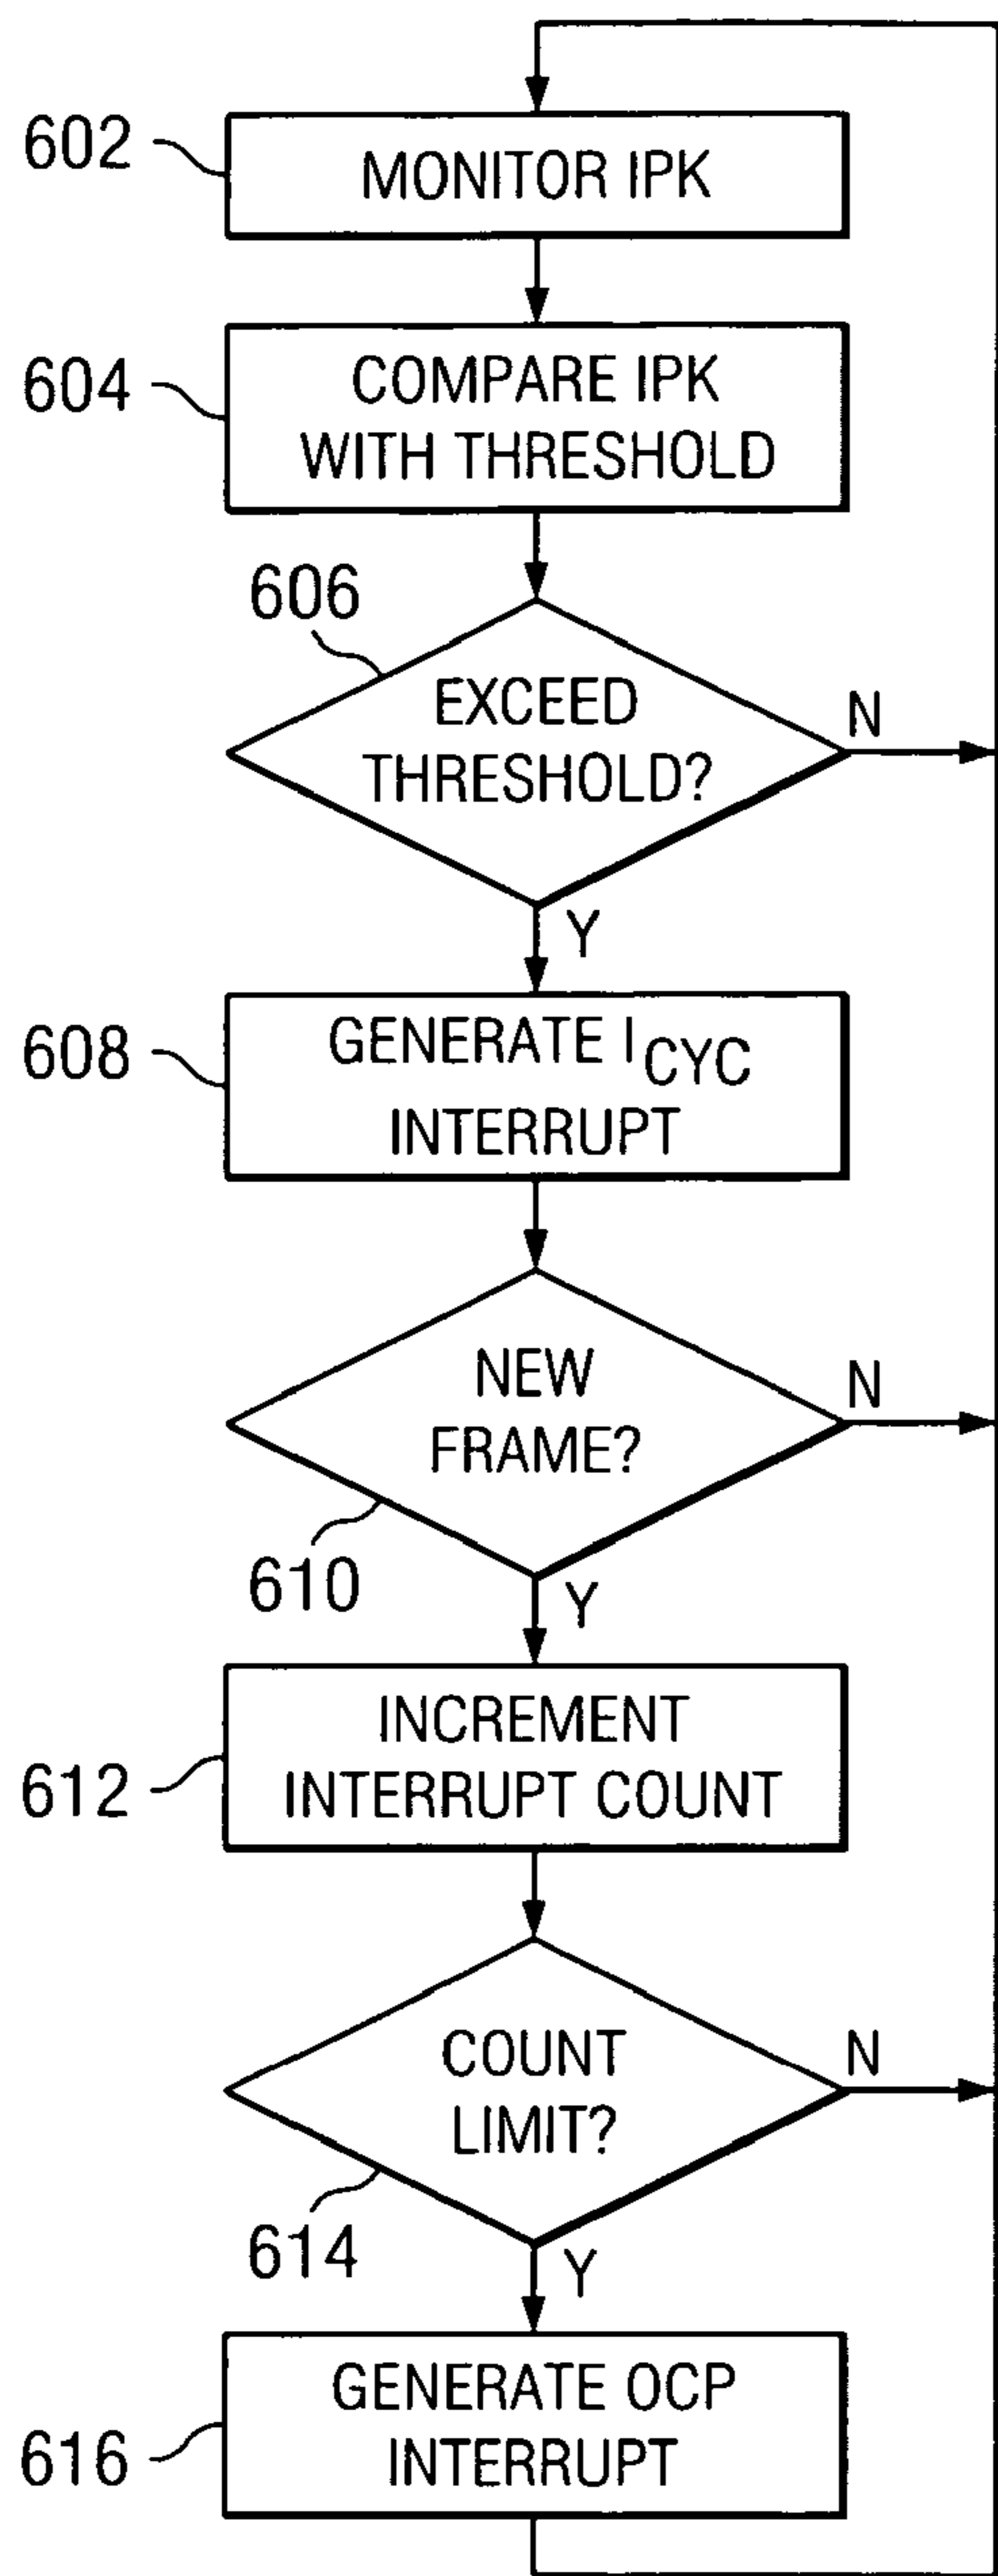 602
MONITOR IPK
604
COMPARE IPK
WITH THRESHOLD
606
EXCEED
THRESHOLD?
N
Y
608
GENERATE ICYC
INTERRUPT
NEW
FRAME?
N
610
Y
612
INCREMENT
INTERRUPT COUNT
COUNT
LIMIT?
N
614
Y
616
GENERATE OCP
INTERRUPT